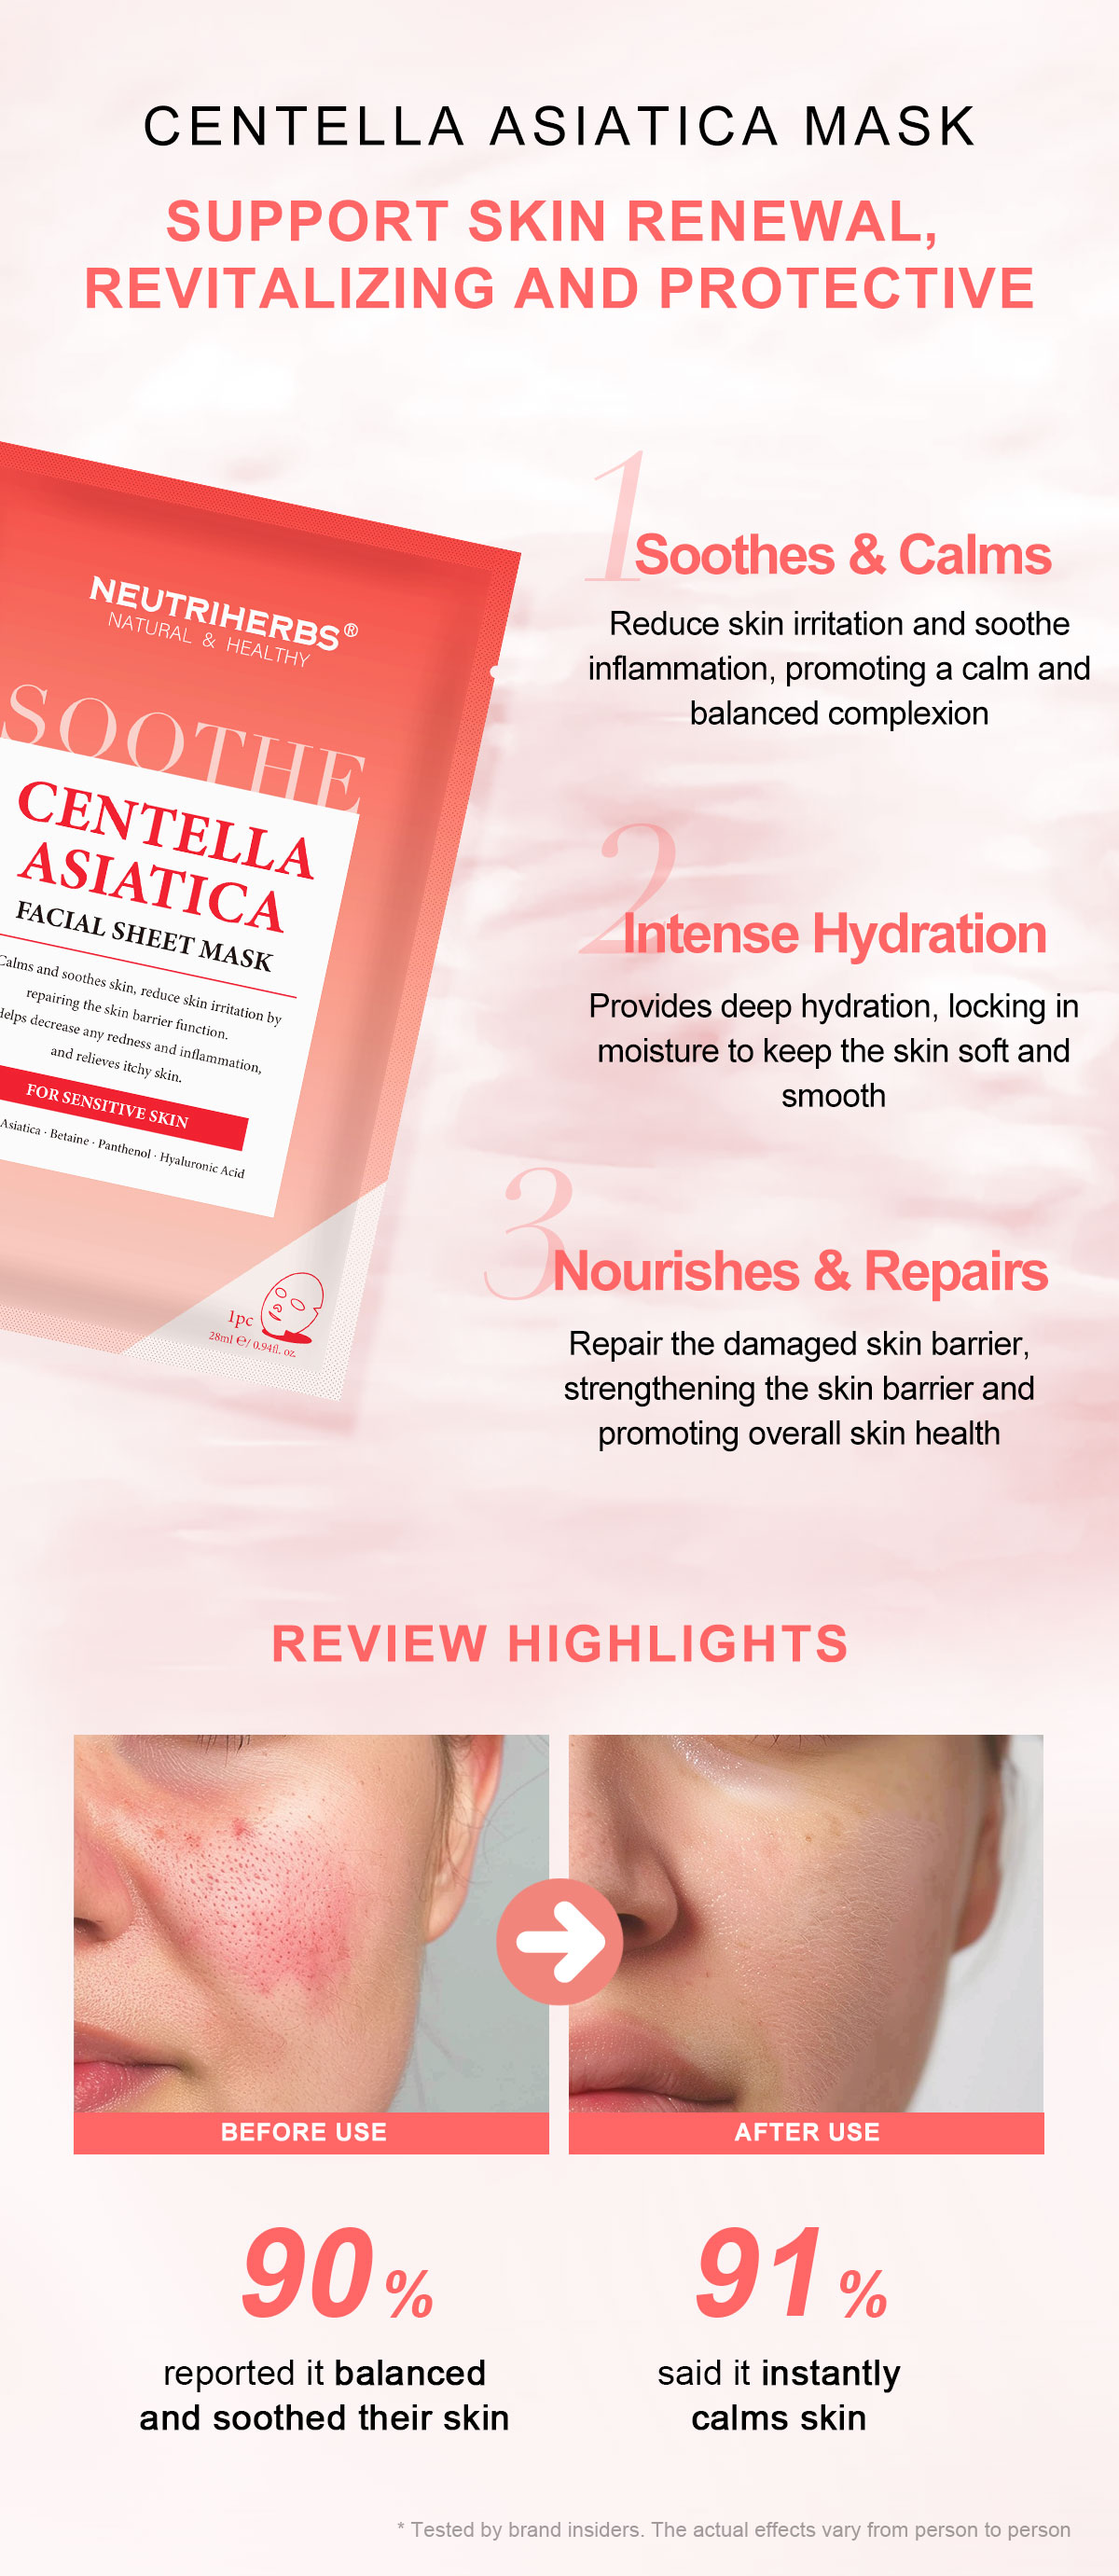 CENTELLA ASIATICA MASK
SUPPORT SKIN RENEWAL,
REVITALIZING AND PROTECTIVE
NEUTRIHERBS®
NATURAL & HEALTHY
SOOTHE
CENTELLA
ASIATICA
FACIAL SHEET MASK
Calms and soothes skin, reduce skin irritation by
repairing the skin barrier function.
Helps decrease any redness and inflammation,
and relieves itchy skin.
FOR SENSITIVE SKIN
Asiatica · Betaine · Panthenol · Hyaluronic Acid
1pc
28ml ℮/ 0.94fl. oz.
1
Soothes & Calms
Reduce skin irritation and soothe
inflammation, promoting a calm and
balanced complexion
2
Intense Hydration
Provides deep hydration, locking in
moisture to keep the skin soft and
smooth
3
Nourishes & Repairs
Repair the damaged skin barrier,
strengthening the skin barrier and
promoting overall skin health
REVIEW HIGHLIGHTS
BEFORE USE
AFTER USE
90%
reported it balanced
and soothed their skin
91%
said it instantly
calms skin
* Tested by brand insiders. The actual effects vary from person to person